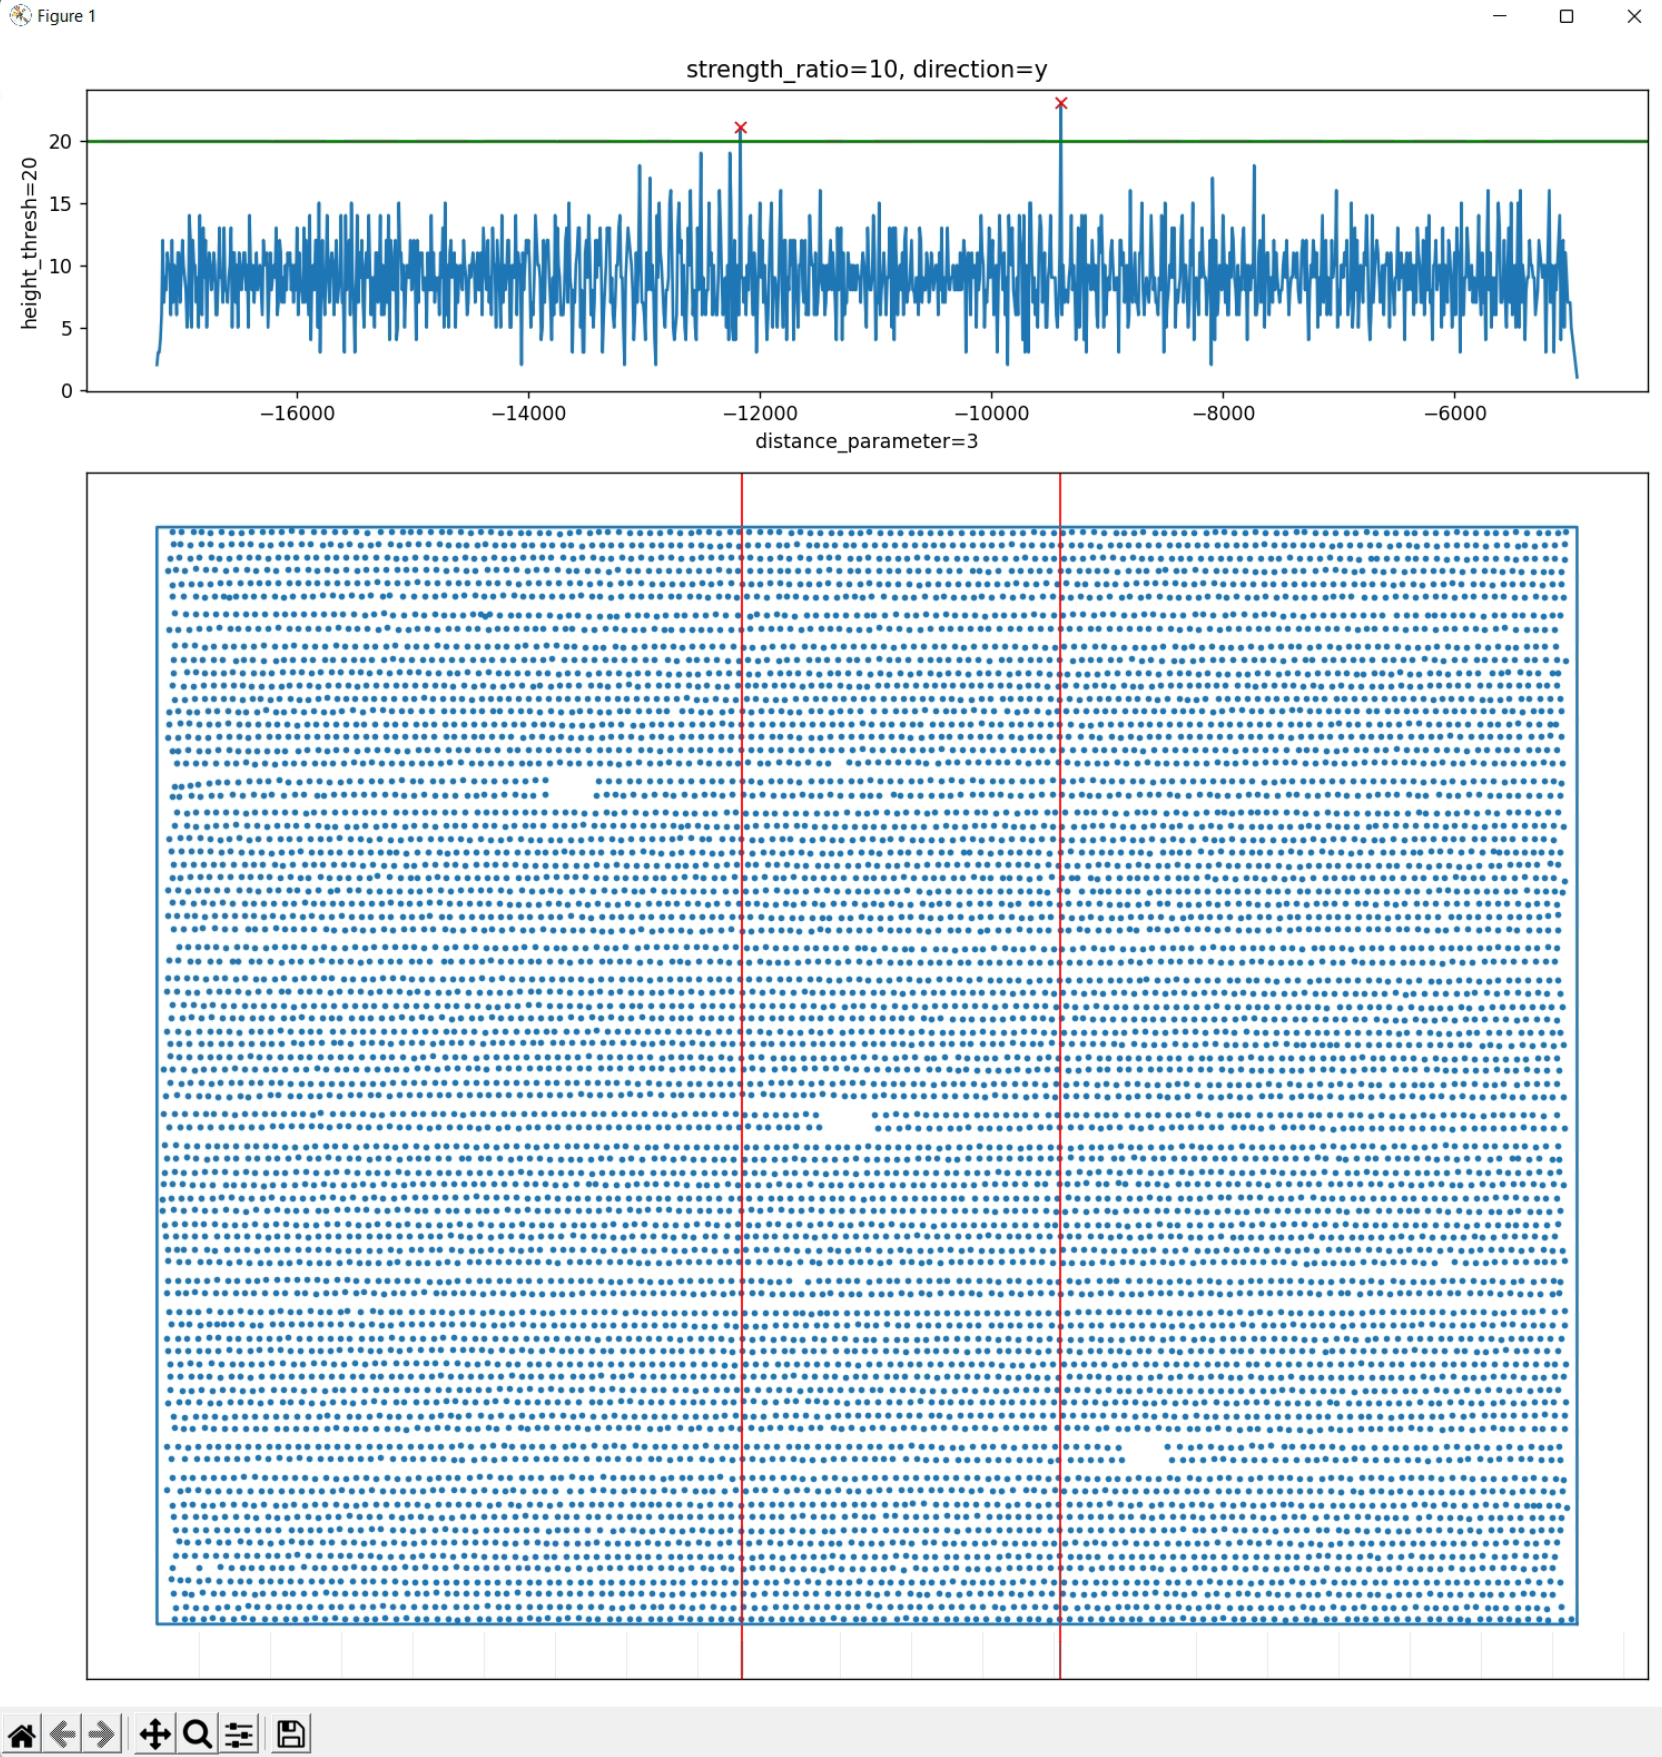 Figure 1
strength_ratio=10, direction=y
height_thresh=20
20
15
10
5
0
−16000 −14000 −12000 −10000 −8000 −6000
distance_parameter=3